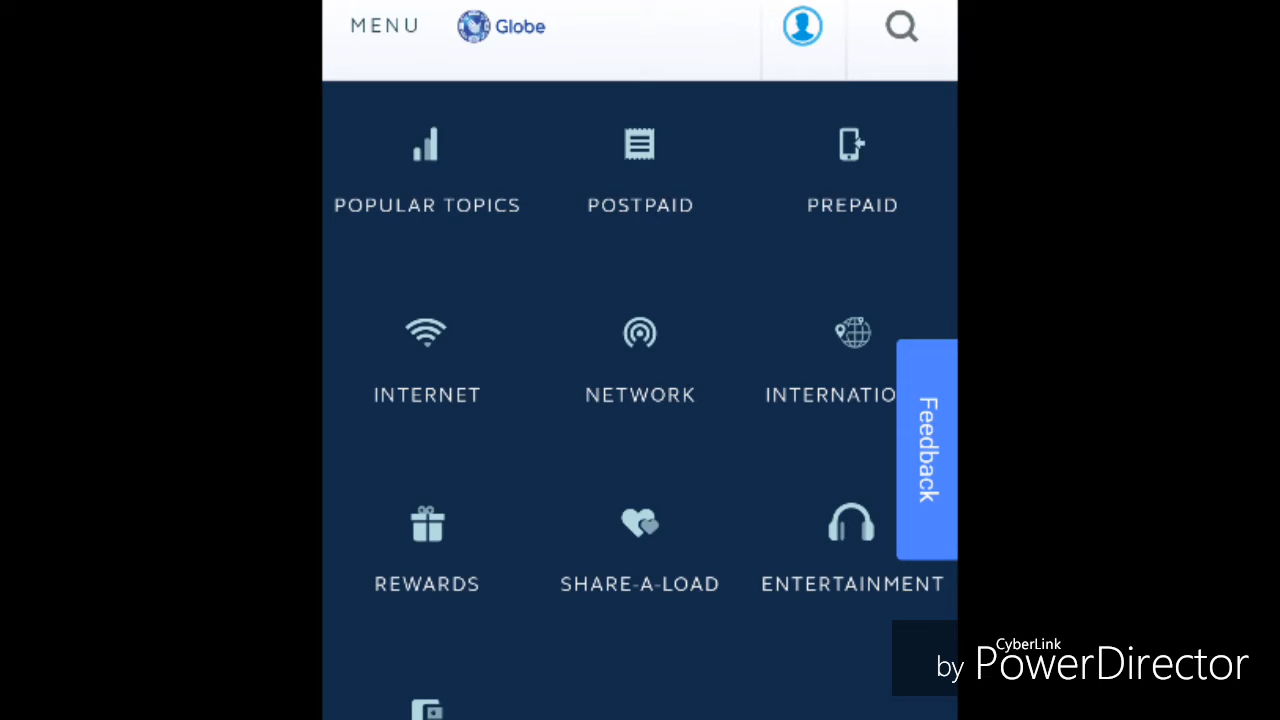 MENU Globe
POPULAR TOPICS POSTPAID PREPAID
INTERNET NETWORK INTERNATIO
Feedback
REWARDS SHARE-A-LOAD ENTERTAINMENT
CyberLink
by PowerDirector